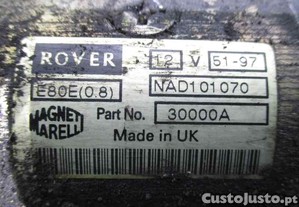 ROVER 12 V 51-97
E80E(0.8) NAD101070
MAGNETI MARELLI Part No. 30000A
Made in UK
CustoJusto.pt